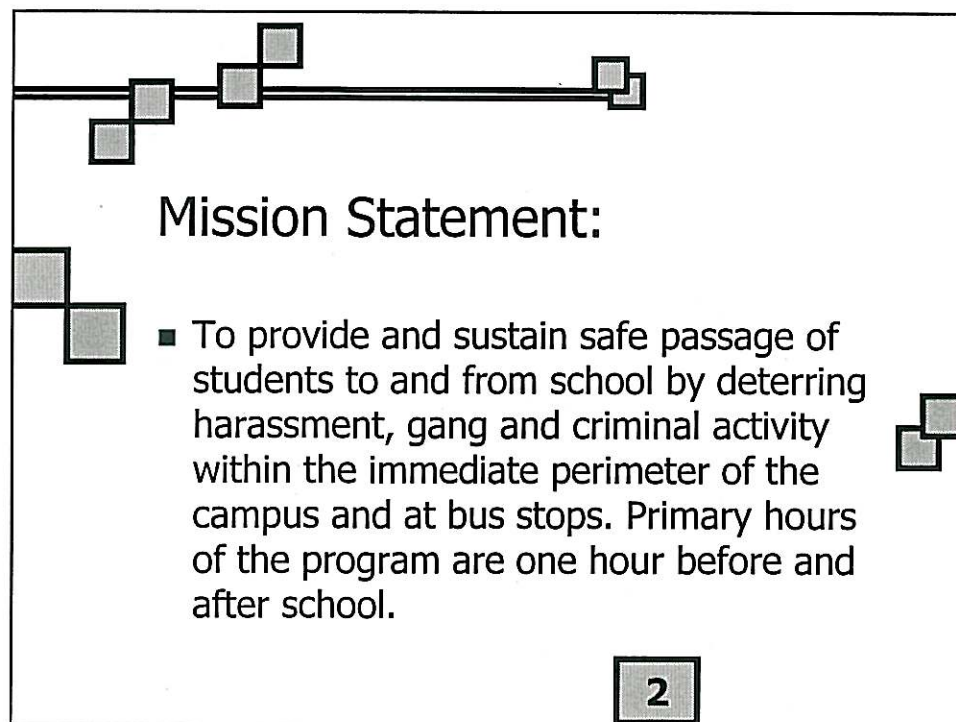 Mission Statement:
■ To provide and sustain safe passage of
students to and from school by deterring
harassment, gang and criminal activity
within the immediate perimeter of the
campus and at bus stops. Primary hours
of the program are one hour before and
after school.
2